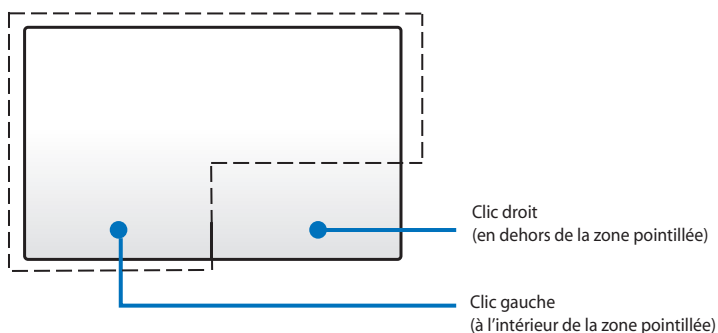 Clic droit
(en dehors de la zone pointillée)
Clic gauche
(à l'intérieur de la zone pointillée)